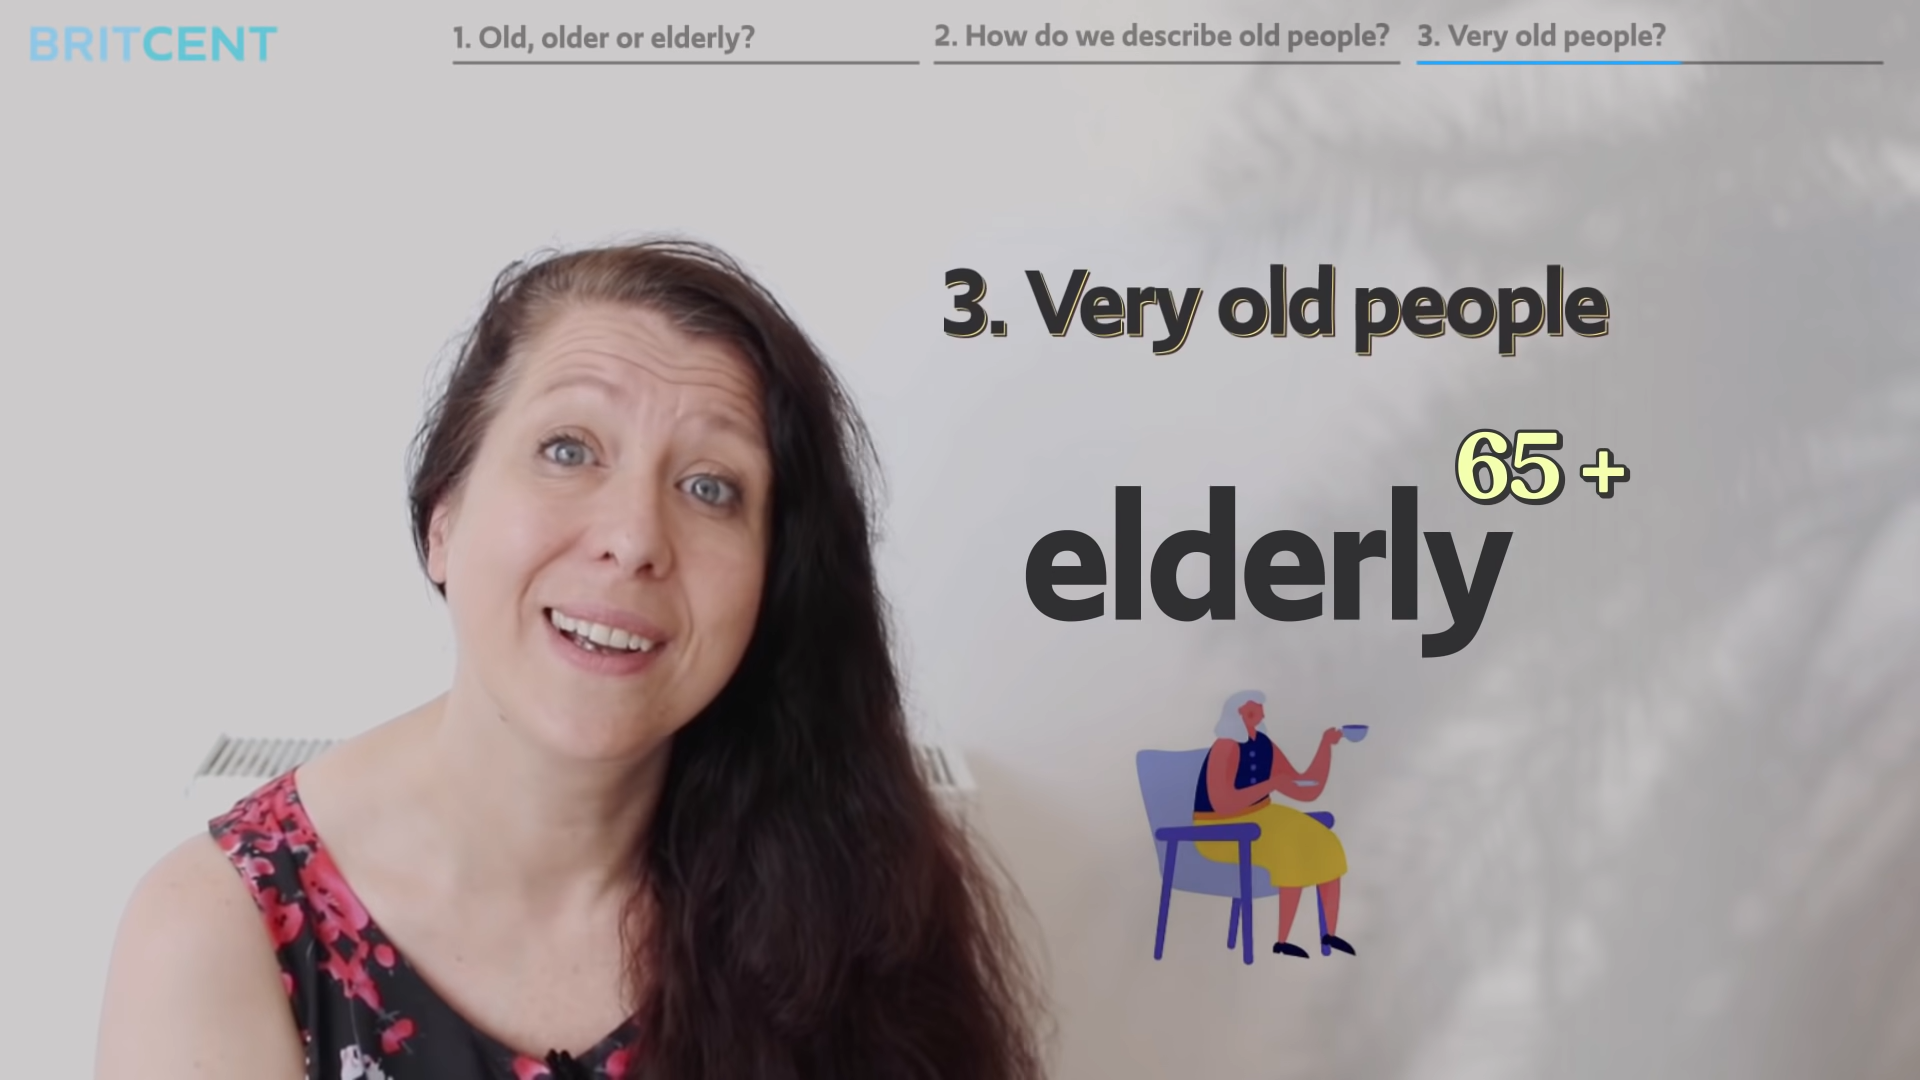 BRITCENT
1. Old, older or elderly?
2. How do we describe old people?
3. Very old people?
3. Very old people
65 +
elderly